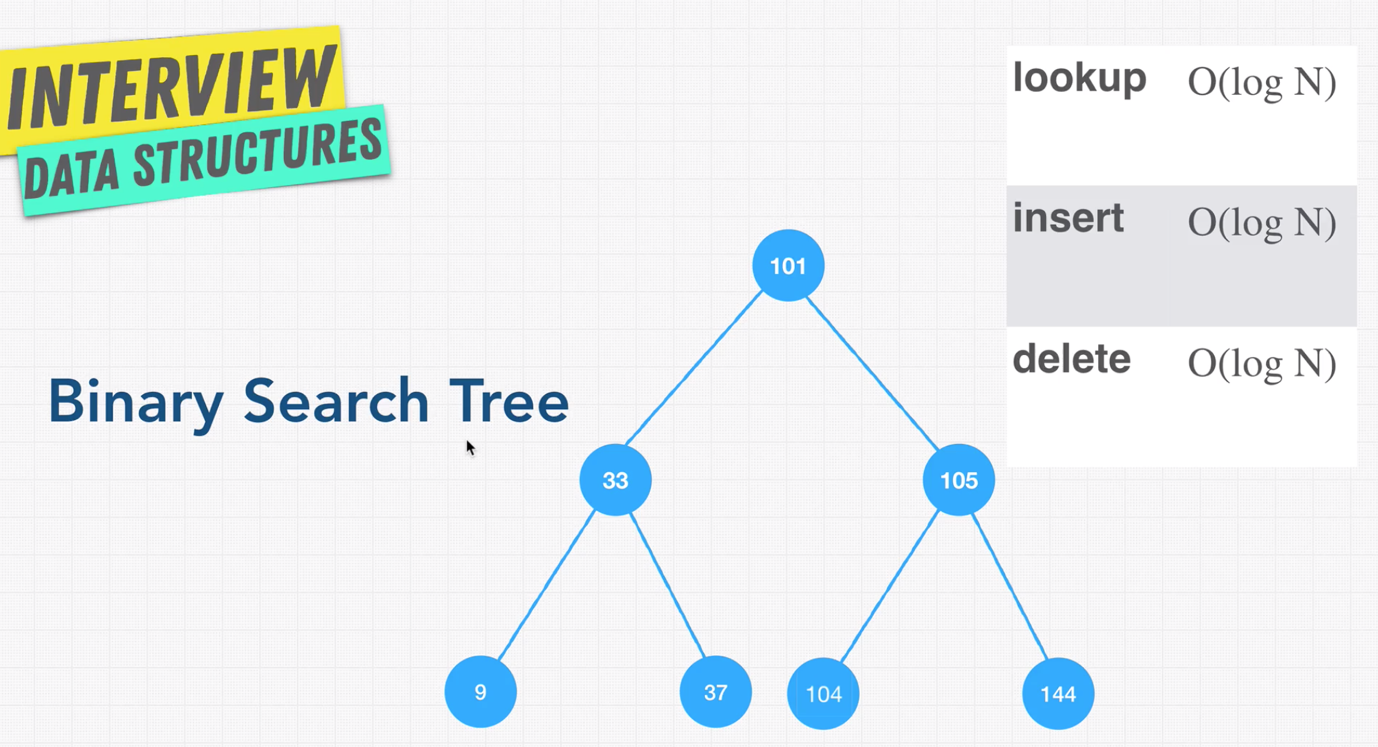 INTERVIEW
DATA STRUCTURES
lookup O(log N)
insert O(log N)
delete O(log N)
Binary Search Tree
101
33 105
9 37 104 144